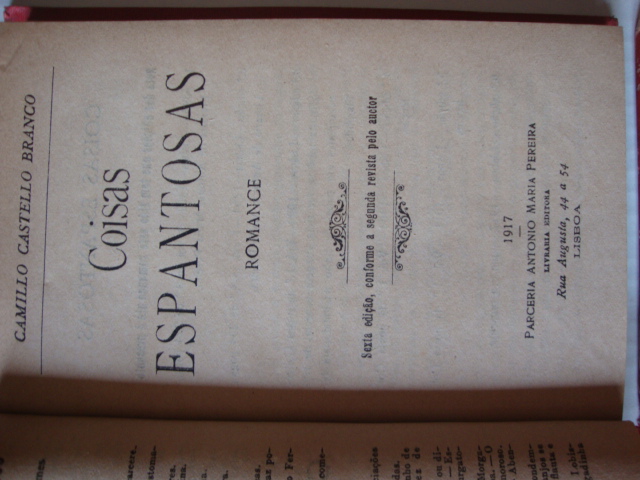 CAMILLO CASTELLO BRANCO
Coisas
ESPANTOSAS
ROMANCE
Sexta edição, conforme a segunda revista pelo auctor
1917
PARCERIA ANTONIO MARIA PEREIRA
LIVRARIA EDITORA
Rua Augusta, 44 a 54
LISBOA